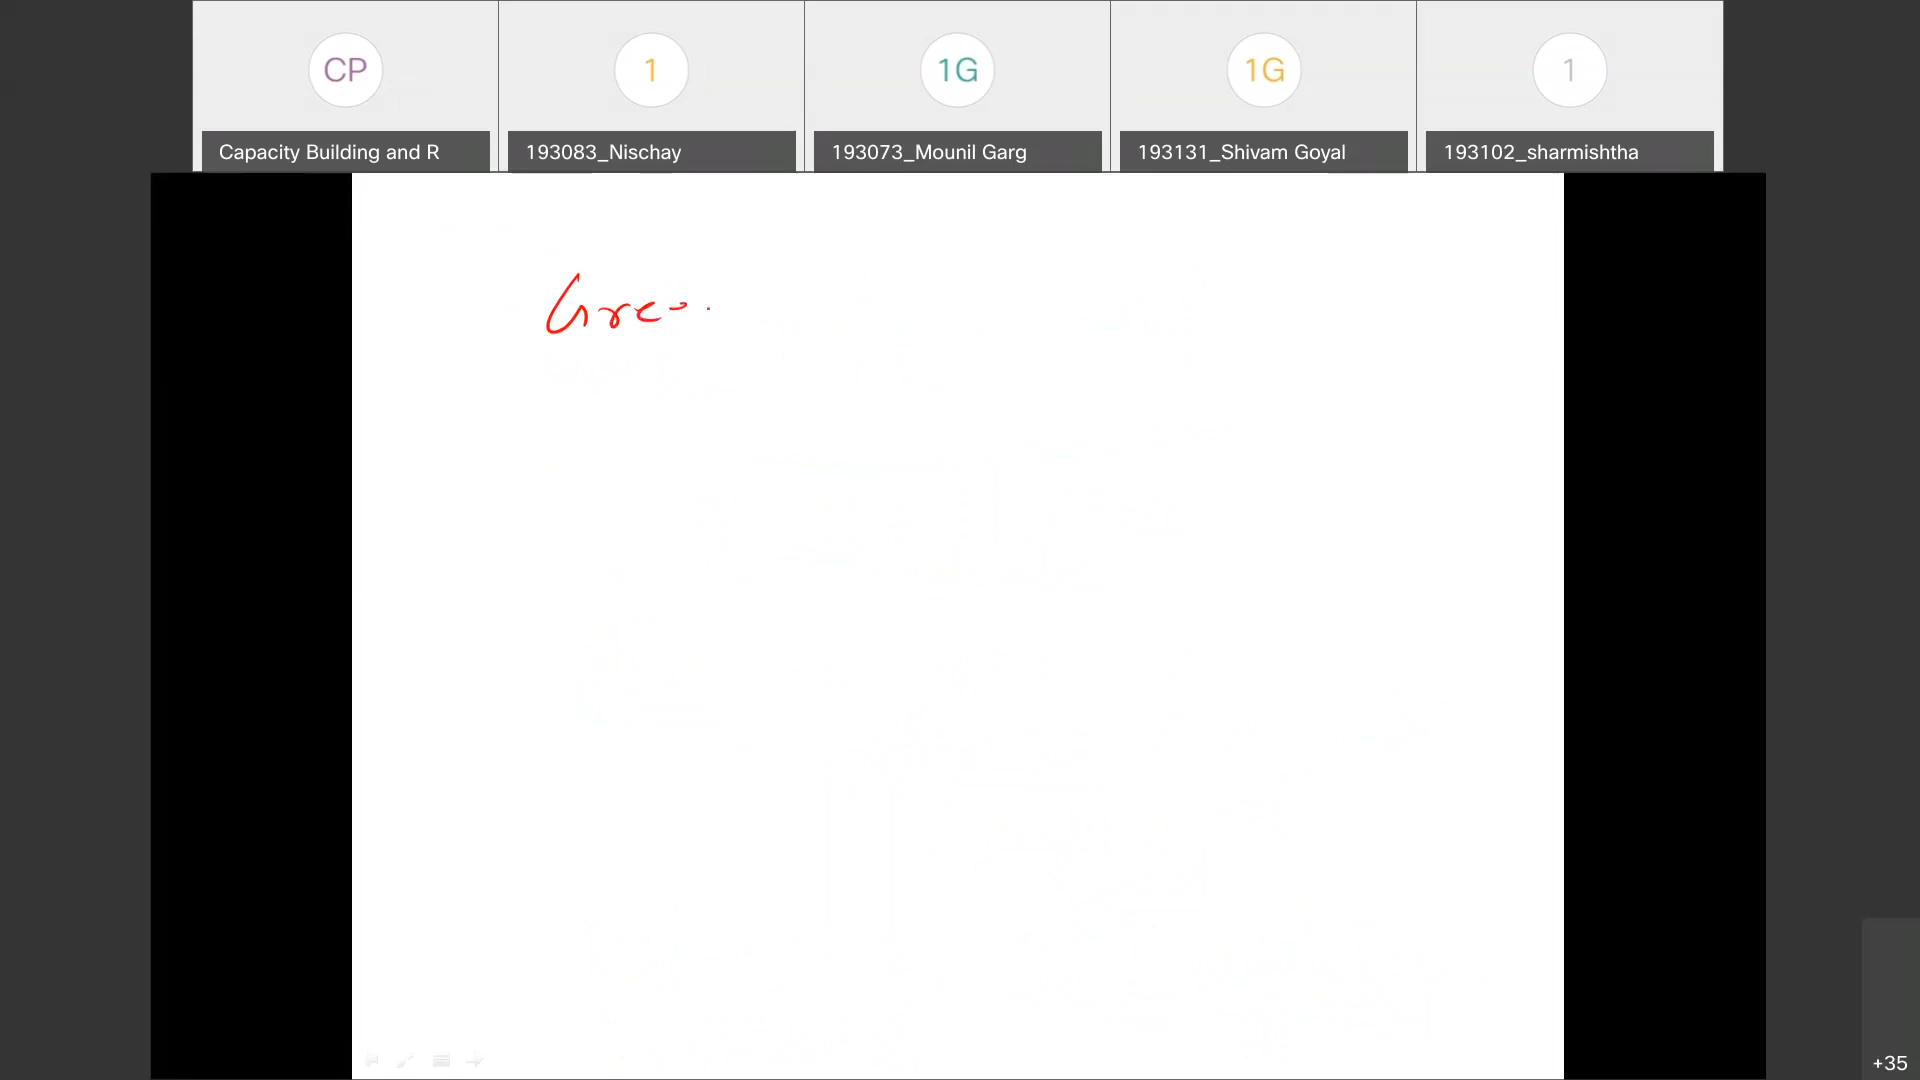 CP 1 1G 1G 1
Capacity Building and R 193083_Nischay 193073_Mounil Garg 193131_Shivam Goyal 193102_sharmishtha
+35